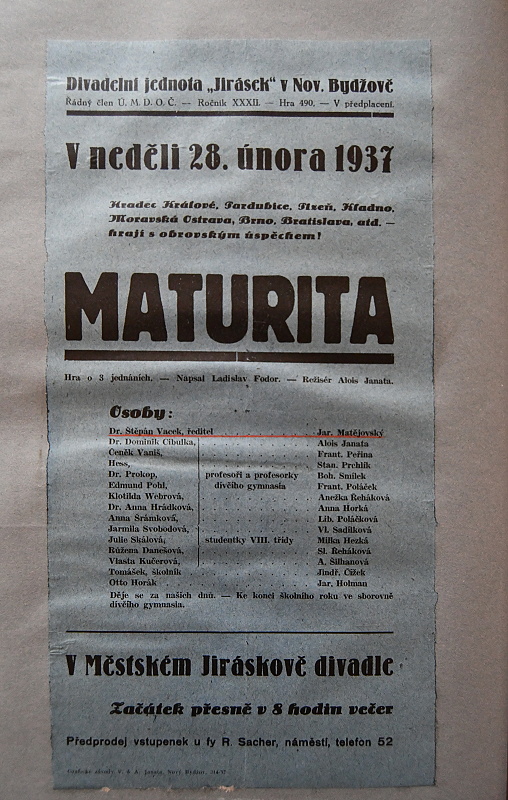 Divadelní jednota „Jirásek“ v Nov. Bydžově
Řádný člen Ú. M. D. O. Č. — Ročník XXXII. — Hra 490. — V předplacení.
V neděli 28. února 1937
Hradec Králové, Pardubice, Plzeň, Kladno,
Moravská Ostrava, Brno, Bratislava, atd. —
hrají s obrovským úspěchem!
MATURITA
Hra o 3 jednáních. — Napsal Ladislav Fodor. — Režisér Alois Janata.
Osoby:
Dr. Štěpán Vacek, ředitel Jar. Matějovský
Dr. Dominik Cibulka, Alois Janata
Čeněk Vaniš, Frant. Peřina
Hess, Stan. Prchlík
Dr. Prokop, profesoři a profesorky Boh. Smílek
Edmund Pohl, dívčího gymnasia Frant. Poláček
Klotilda Webrová, Anežka Řeháková
Dr. Anna Hrádková, Anna Horká
Anna Šrámková, Lib. Poláčková
Jarmila Svobodová, Vl. Sadílková
Julie Skálová, studentky VIII. třídy Milka Hezká
Růžena Danešová, Sl. Řeháková
Vlasta Kučerová, A. Šilhanová
Tomášek, školník Jindř. Čížek
Otto Horák Jar. Holman
Děje se za našich dnů. — Ke konci školního roku ve sborovně
dívčího gymnasia.
V Městském Jiráskově divadle
Začátek přesně v 8 hodin večer
Předprodej vstupenek u fy R. Sacher, náměstí, telefon 52
Grafické závody V. & A. Janata, Nový Bydžov.